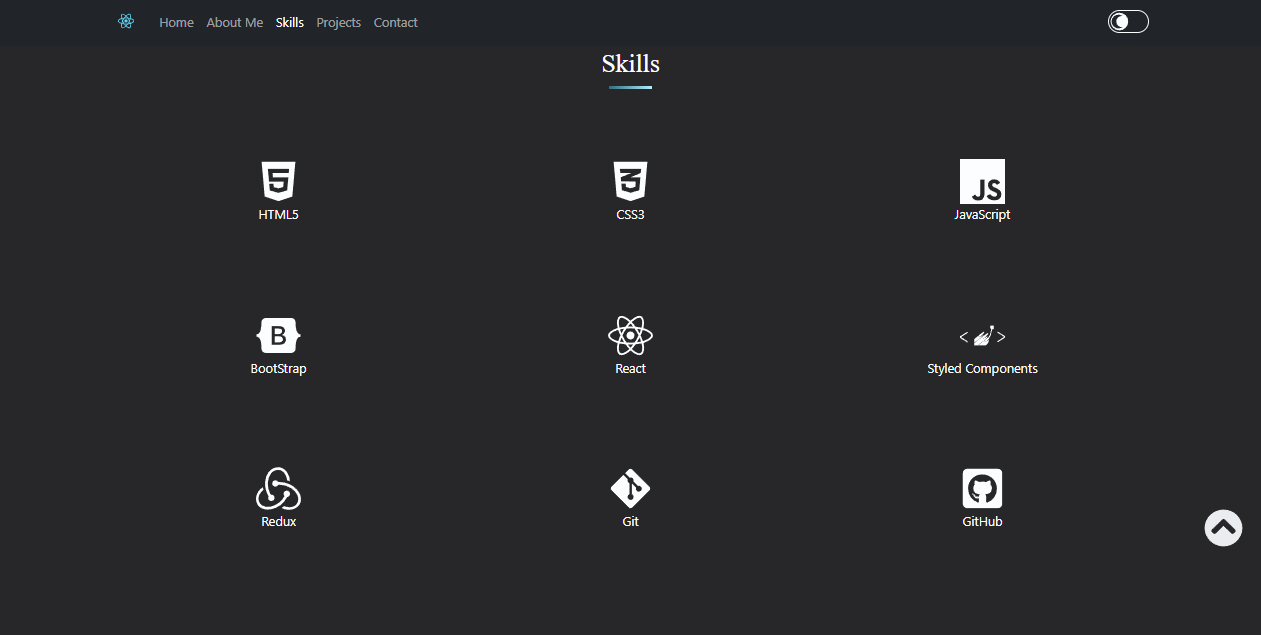 Home About Me Skills Projects Contact
Skills
5 3 JS
HTML5 CSS3 JavaScript
B
BootStrap React Styled Components
< >
Redux Git GitHub